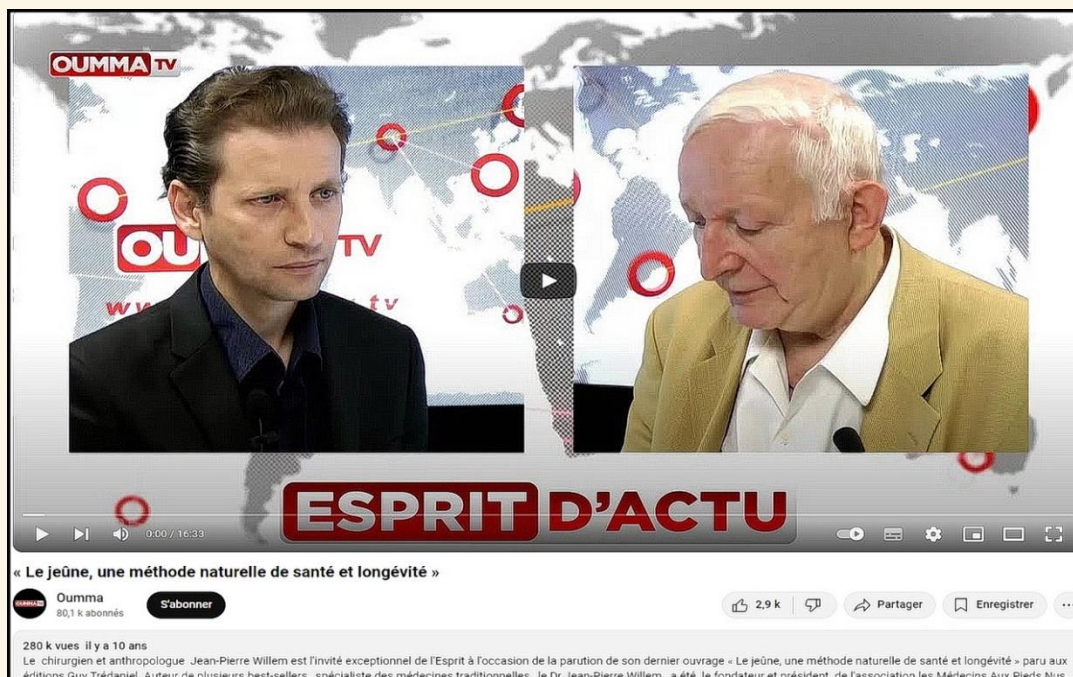 OUMMA TV
OU TV
w w tv
ESPRIT D'ACTU
0:00 / 16:33
« Le jeûne, une méthode naturelle de santé et longévité »
OUMMA TV
Oumma
80,1 k abonnés
S'abonner
2,9 k
Partager
Enregistrer
280 k vues il y a 10 ans
Le chirurgien et anthropologue Jean-Pierre Willem est l'invité exceptionnel de l'Esprit à l'occasion de la parution de son dernier ouvrage « Le jeûne, une méthode naturelle de santé et longévité » paru aux
éditions Guy Trédaniel. Auteur de plusieurs best-sellers, spécialiste des médecines traditionnelles, le Dr Jean-Pierre Willem, a été le fondateur et président de l'association les Médecins Aux Pieds Nus